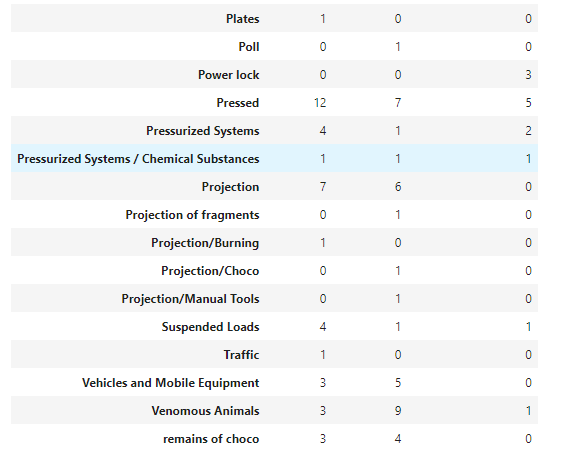 Plates 1 0 0
Poll 0 1 0
Power lock 0 0 3
Pressed 12 7 5
Pressurized Systems 4 1 2
Pressurized Systems / Chemical Substances 1 1 1
Projection 7 6 0
Projection of fragments 0 1 0
Projection/Burning 1 0 0
Projection/Choco 0 1 0
Projection/Manual Tools 0 1 0
Suspended Loads 4 1 1
Traffic 1 0 0
Vehicles and Mobile Equipment 3 5 0
Venomous Animals 3 9 1
remains of choco 3 4 0